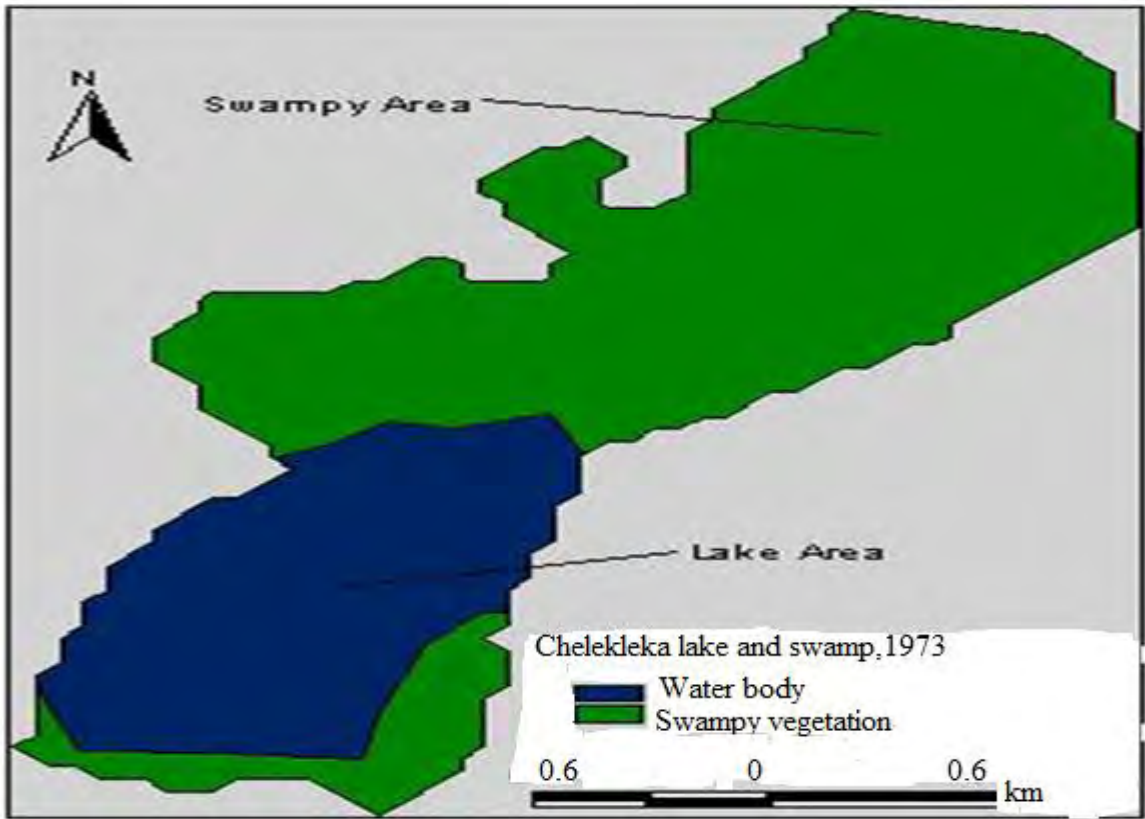 N
Swampy Area
Lake Area
Chelekleka lake and swamp,1973
Water body
Swampy vegetation
0.6 0 0.6
km